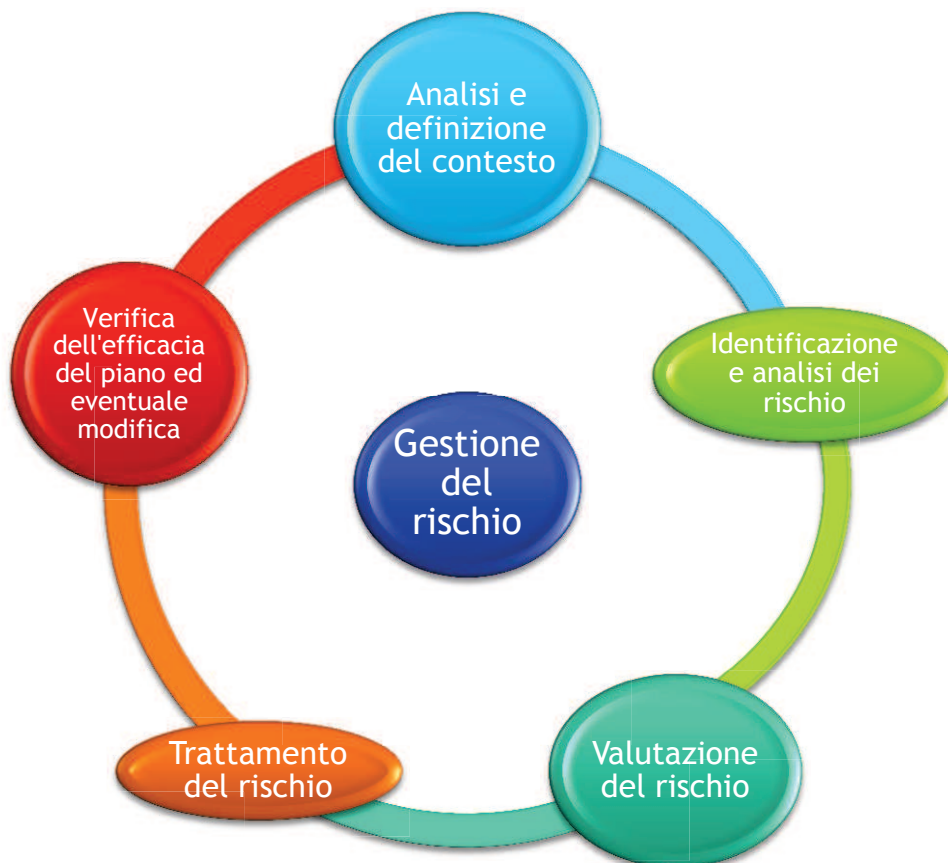 Analisi e
definizione
del contesto
Identificazione
e analisi dei
rischio
Valutazione
del rischio
Trattamento
del rischio
Verifica
dell'efficacia
del piano ed
eventuale
modifica
Gestione
del
rischio